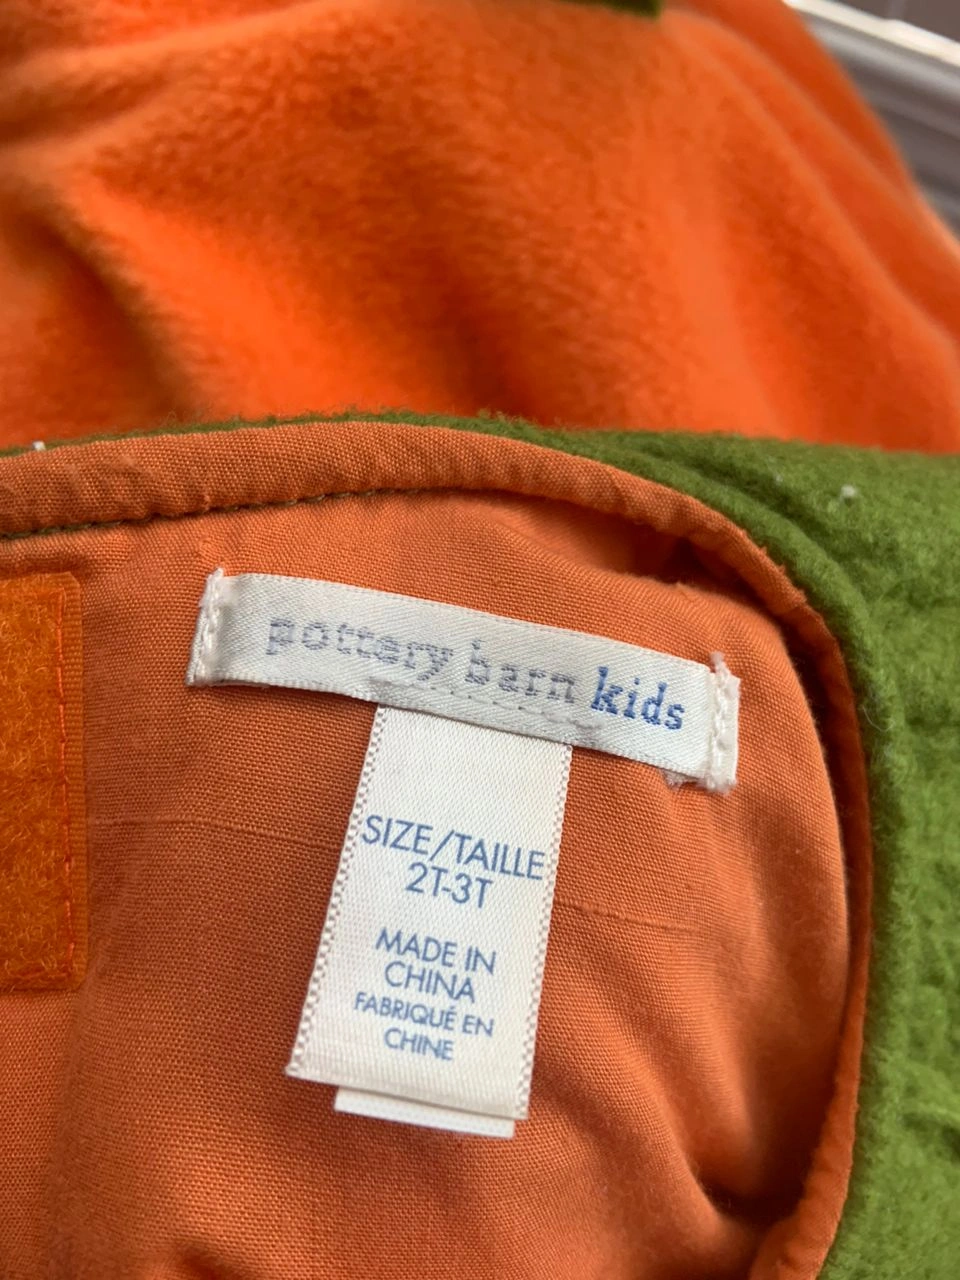 pottery barn kids
SIZE/TAILLE
2T-3T
MADE IN
CHINA
FABRIQUÉ EN
CHINE